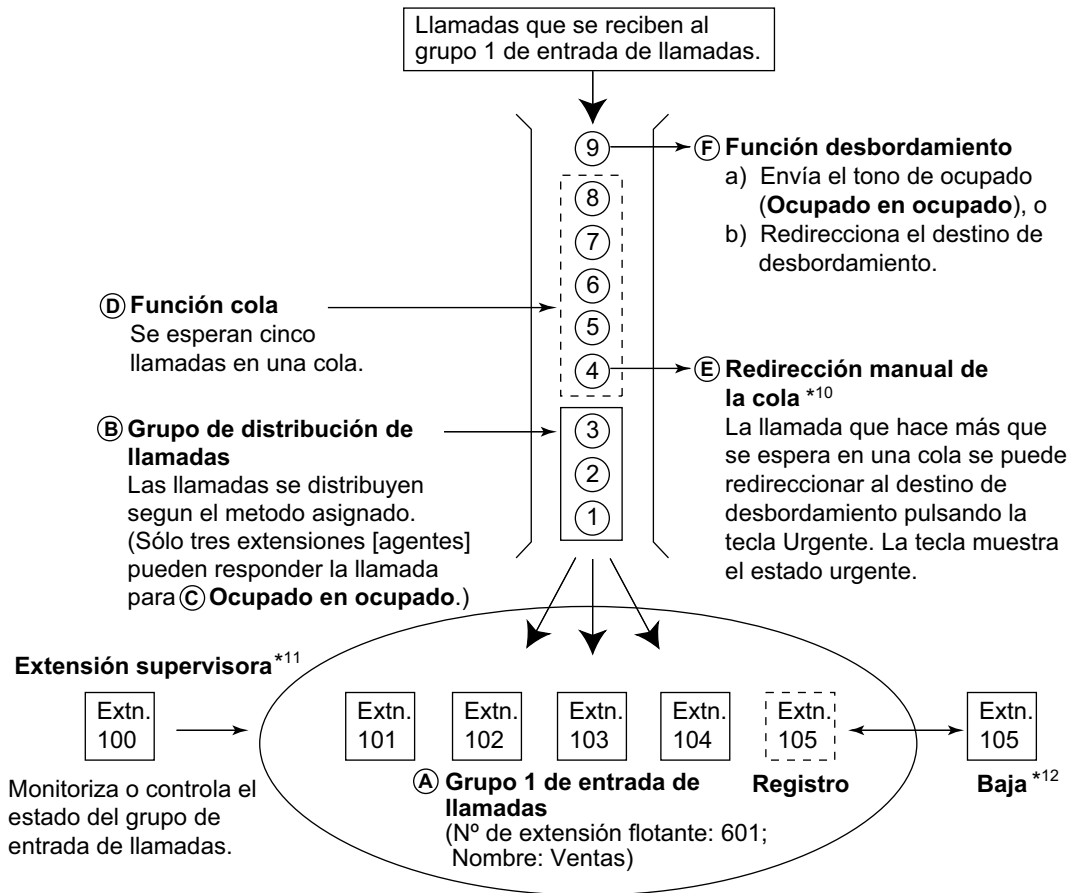 Llamadas que se reciben al
grupo 1 de entrada de llamadas.
9
F Función desbordamiento
a) Envía el tono de ocupado
(Ocupado en ocupado), o
b) Redirecciona el destino de
desbordamiento.
8
7
6
5
4
D Función cola
Se esperan cinco
llamadas en una cola.
E Redirección manual de
la cola *10
La llamada que hace más que
se espera en una cola se puede
redireccionar al destino de
desbordamiento pulsando la
tecla Urgente. La tecla muestra
el estado urgente.
B Grupo de distribución de
llamadas
Las llamadas se distribuyen
segun el metodo asignado.
(Sólo tres extensiones [agentes]
pueden responder la llamada
para C Ocupado en ocupado.)
3
2
1
Extensión supervisora*11
Extn.
100
Monitoriza o controla el
estado del grupo de
entrada de llamadas.
Extn.
101
Extn.
102
Extn.
103
Extn.
104
Extn.
105
Registro
Extn.
105
Baja *12
A Grupo 1 de entrada de
llamadas
(Nº de extensión flotante: 601;
Nombre: Ventas)